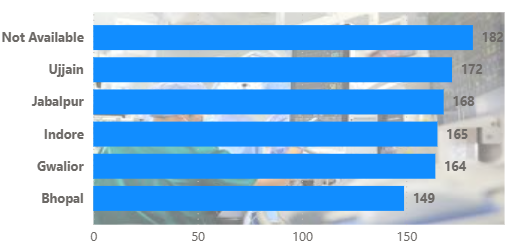 Not Available 182
Ujjain 172
Jabalpur 168
Indore 165
Gwalior 164
Bhopal 149
0 50 100 150